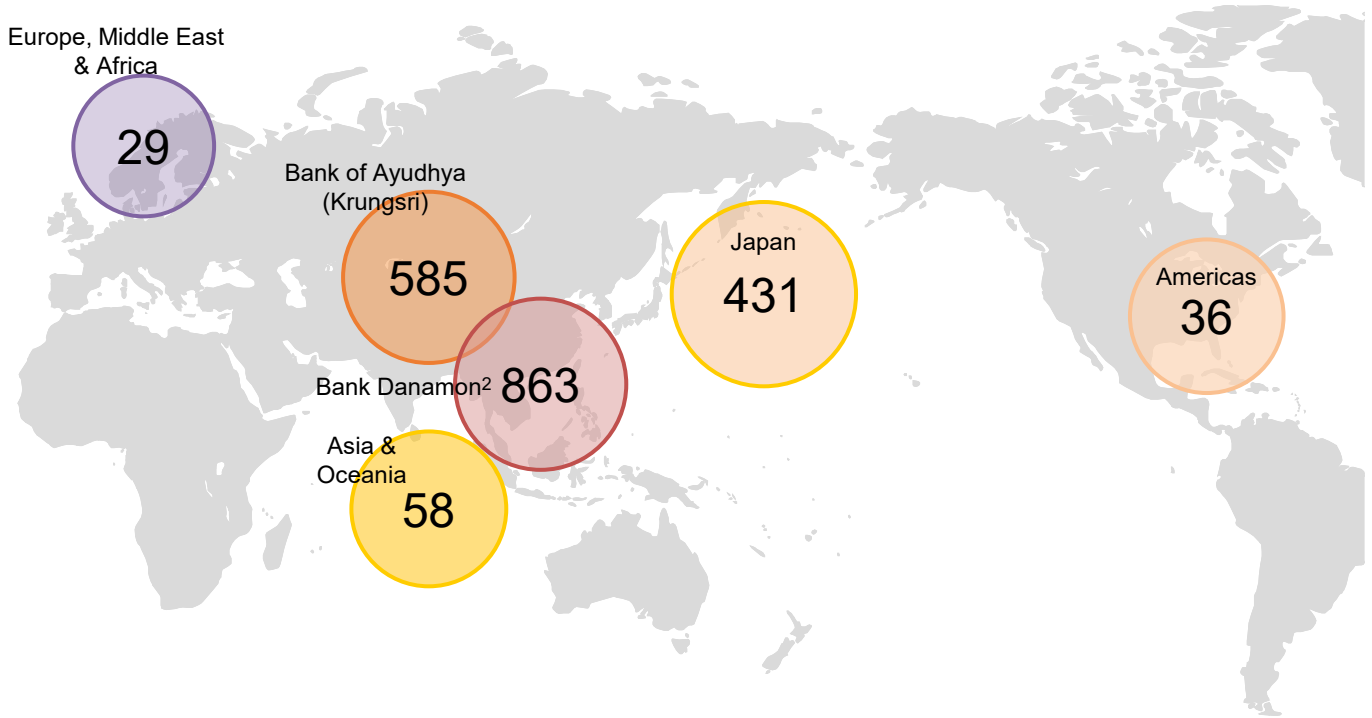 Europe, Middle East
& Africa
29
Bank of Ayudhya
(Krungsri)
585
Japan
431
Americas
36
Bank Danamon2
863
Asia &
Oceania
58